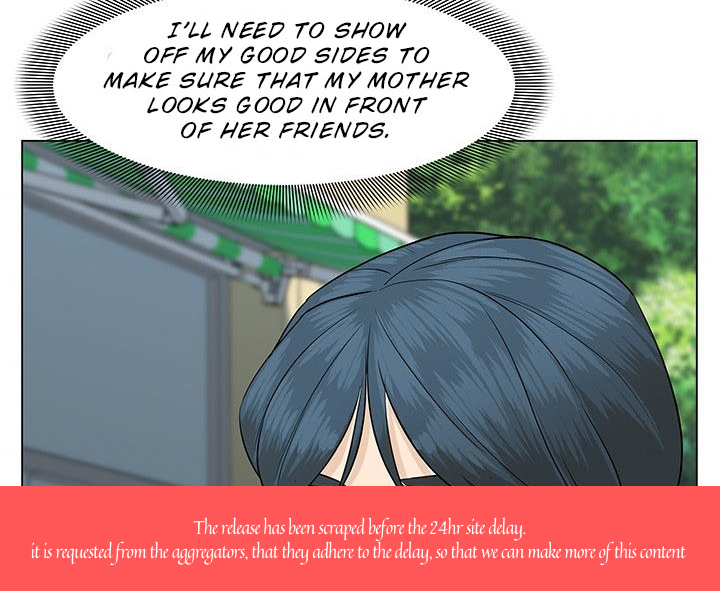 I'LL NEED TO SHOW
OFF MY GOOD SIDES TO
MAKE SURE THAT MY MOTHER
LOOKS GOOD IN FRONT
OF HER FRIENDS.
The release has been scraped before the 24hr site delay.
it is requested from the aggregators, that they adhere to the delay, so that we can make more of this content